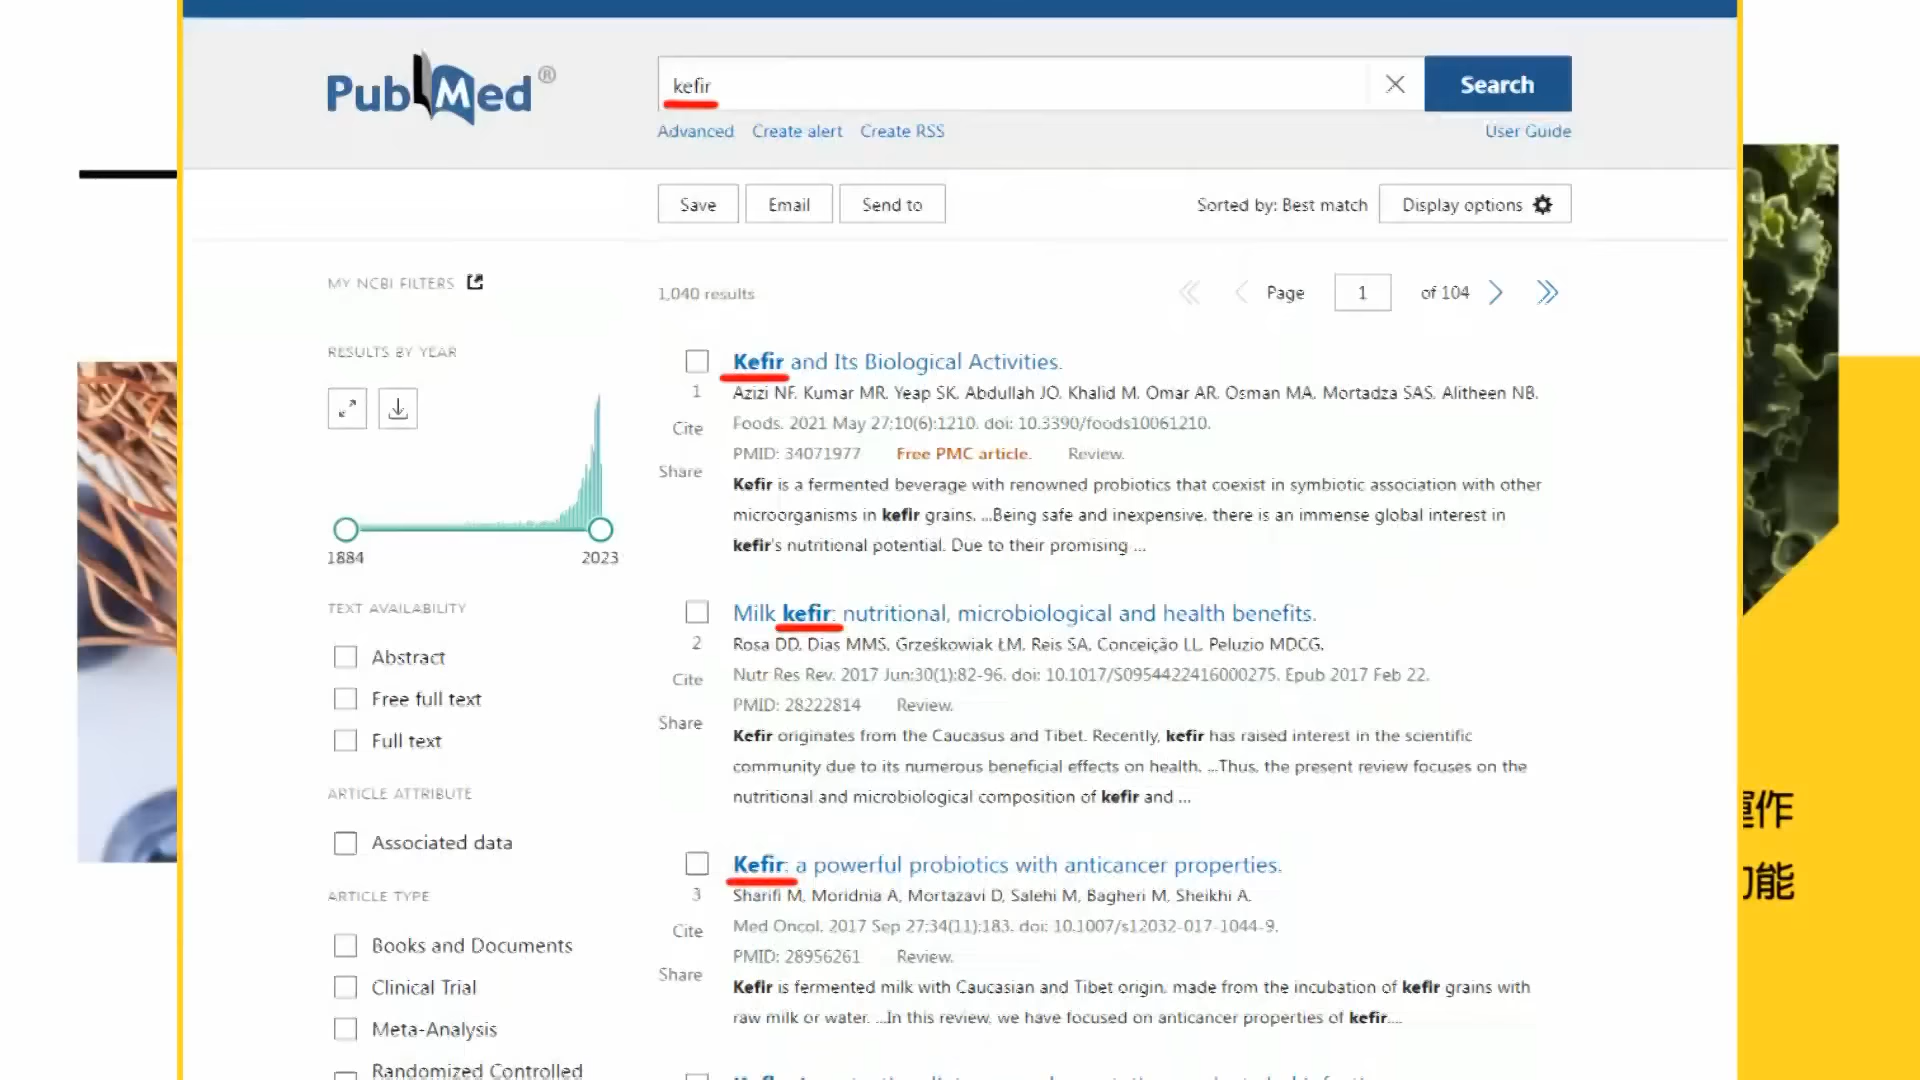 PubMed®
kefir
Search
Advanced Create alert Create RSS
User Guide
Save Email Send to
Sorted by: Best match Display options
MY NCBI FILTERS
1,040 results
Page 1 of 104
RESULTS BY YEAR
1884 2023
TEXT AVAILABILITY
Abstract
Free full text
Full text
ARTICLE ATTRIBUTE
Associated data
ARTICLE TYPE
Books and Documents
Clinical Trial
Meta-Analysis
Randomized Controlled
Kefir and Its Biological Activities.
1
Azizi NF, Kumar MR, Yeap SK, Abdullah JO, Khalid M, Omar AR, Osman MA, Mortadza SAS, Alitheen NB.
Cite
Foods. 2021 May 27;10(6):1210. doi: 10.3390/foods10061210.
PMID: 34071977 Free PMC article. Review.
Share
Kefir is a fermented beverage with renowned probiotics that coexist in symbiotic association with other
microorganisms in kefir grains. ...Being safe and inexpensive, there is an immense global interest in
kefir's nutritional potential. Due to their promising ...
Milk kefir: nutritional, microbiological and health benefits.
2
Rosa DD, Dias MMS, Grześkowiak ŁM, Reis SA, Conceição LL, Peluzio MDCG.
Cite
Nutr Res Rev. 2017 Jun;30(1):82-96. doi: 10.1017/S0954422416000275. Epub 2017 Feb 22.
PMID: 28222814 Review.
Share
Kefir originates from the Caucasus and Tibet. Recently, kefir has raised interest in the scientific
community due to its numerous beneficial effects on health. ...Thus, the present review focuses on the
nutritional and microbiological composition of kefir and ...
Kefir: a powerful probiotics with anticancer properties.
3
Sharifi M, Moridnia A, Mortazavi D, Salehi M, Bagheri M, Sheikhi A.
Cite
Med Oncol. 2017 Sep 27;34(11):183. doi: 10.1007/s12032-017-1044-9.
PMID: 28956261 Review.
Share
Kefir is fermented milk with Caucasian and Tibet origin, made from the incubation of kefir grains with
raw milk or water. ...In this review, we have focused on anticancer properties of kefir....
運作
功能